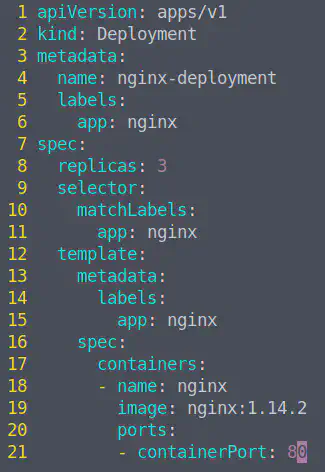 1 apiVersion: apps/v1
2 kind: Deployment
3 metadata:
4   name: nginx-deployment
5   labels:
6     app: nginx
7 spec:
8   replicas: 3
9   selector:
10     matchLabels:
11       app: nginx
12   template:
13     metadata:
14       labels:
15         app: nginx
16     spec:
17       containers:
18       - name: nginx
19         image: nginx:1.14.2
20         ports:
21         - containerPort: 80